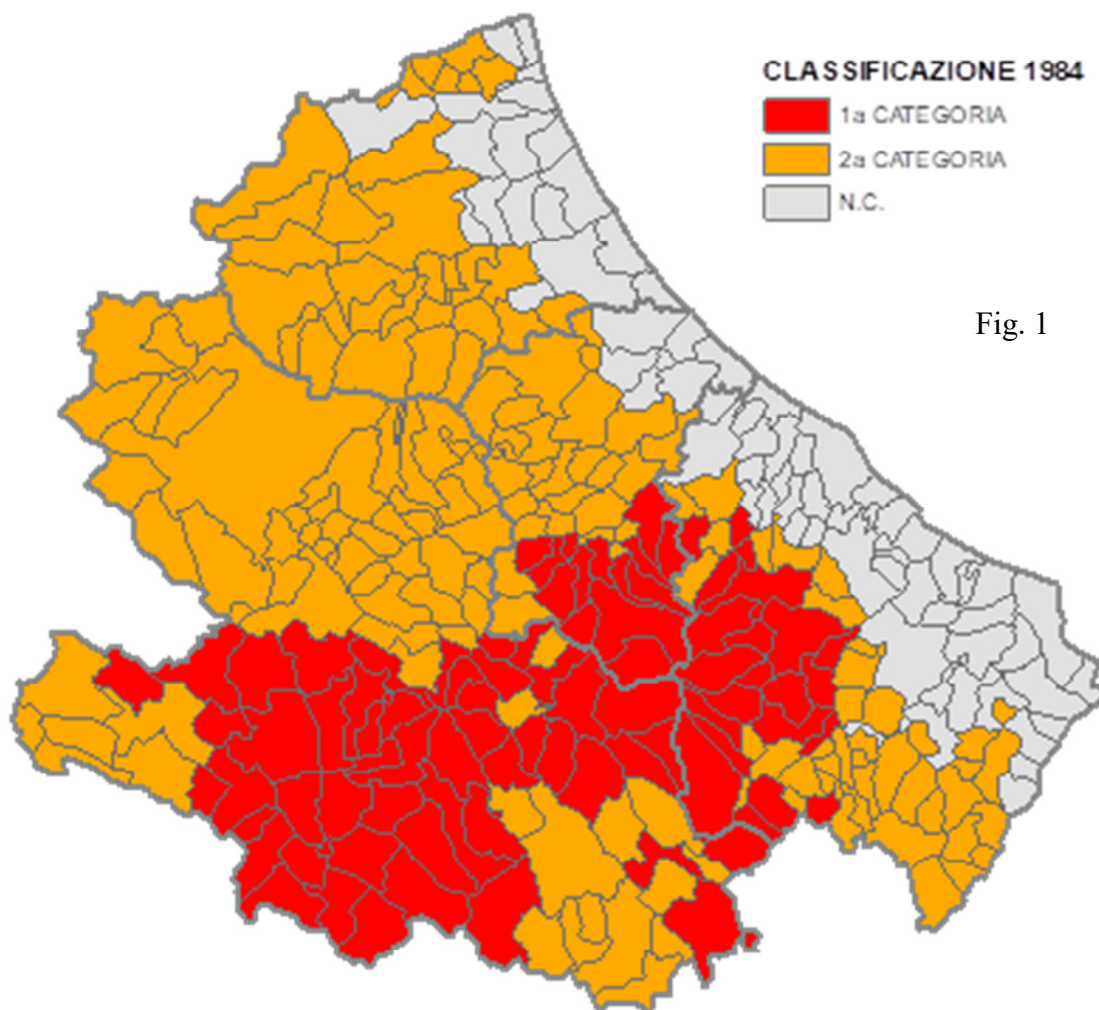 CLASSIFICAZIONE 1984
1a CATEGORIA
2a CATEGORIA
N.C.
Fig. 1